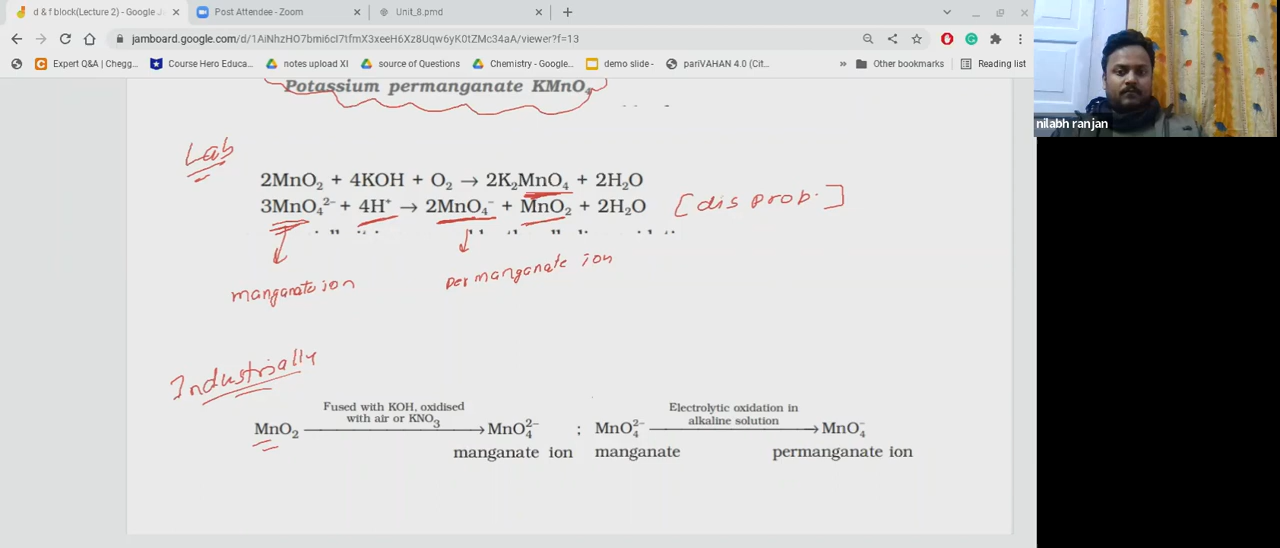 d & f block(Lecture 2) - Google J
Post Attendee - Zoom
Unit_8.pmd
jamboard.google.com/d/1AiNhzHO7bmi6cI7tfmX3xeeH6Xz8Uqw6yK0tZMc34aA/viewer?f=13
Expert Q&A | Chegg...
Course Hero Educa...
notes upload XI
source of Questions
Chemistry - Google...
demo slide -
pariVAHAN 4.0 (Cit...
»
Other bookmarks
Reading list
nilabh ranjan
Potassium permanganate KMnO₄
Lab
2MnO₂ + 4KOH + O₂ → 2K₂MnO₄ + 2H₂O
3MnO₄²⁻ + 4H⁺ → 2MnO₄⁻ + MnO₂ + 2H₂O
[dis prob.]
manganate ion
permanganate ion
Industrially
Fused with KOH, oxidised
with air or KNO₃
Electrolytic oxidation in
alkaline solution
MnO₂ → MnO₄²⁻ ; MnO₄²⁻ → MnO₄⁻
manganate ion manganate permanganate ion